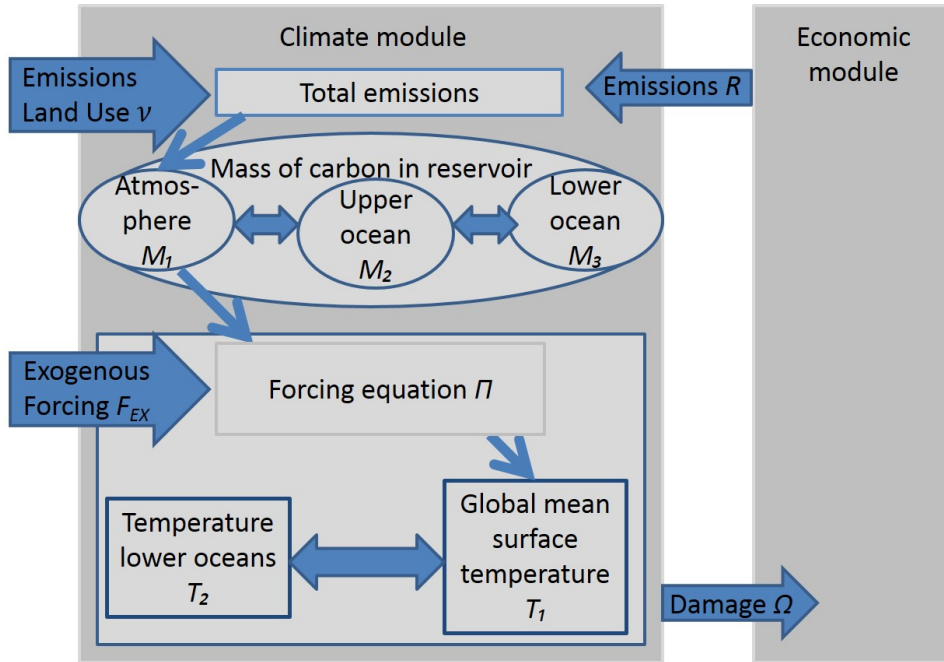 Climate module
Economic
module
Emissions
Land Use ν
Total emissions
Emissions R
Mass of carbon in reservoir
Atmos-
phere
M₁
Upper
ocean
M₂
Lower
ocean
M₃
Exogenous
Forcing F_EX
Forcing equation Π
Temperature
lower oceans
T₂
Global mean
surface
temperature
T₁
Damage Ω